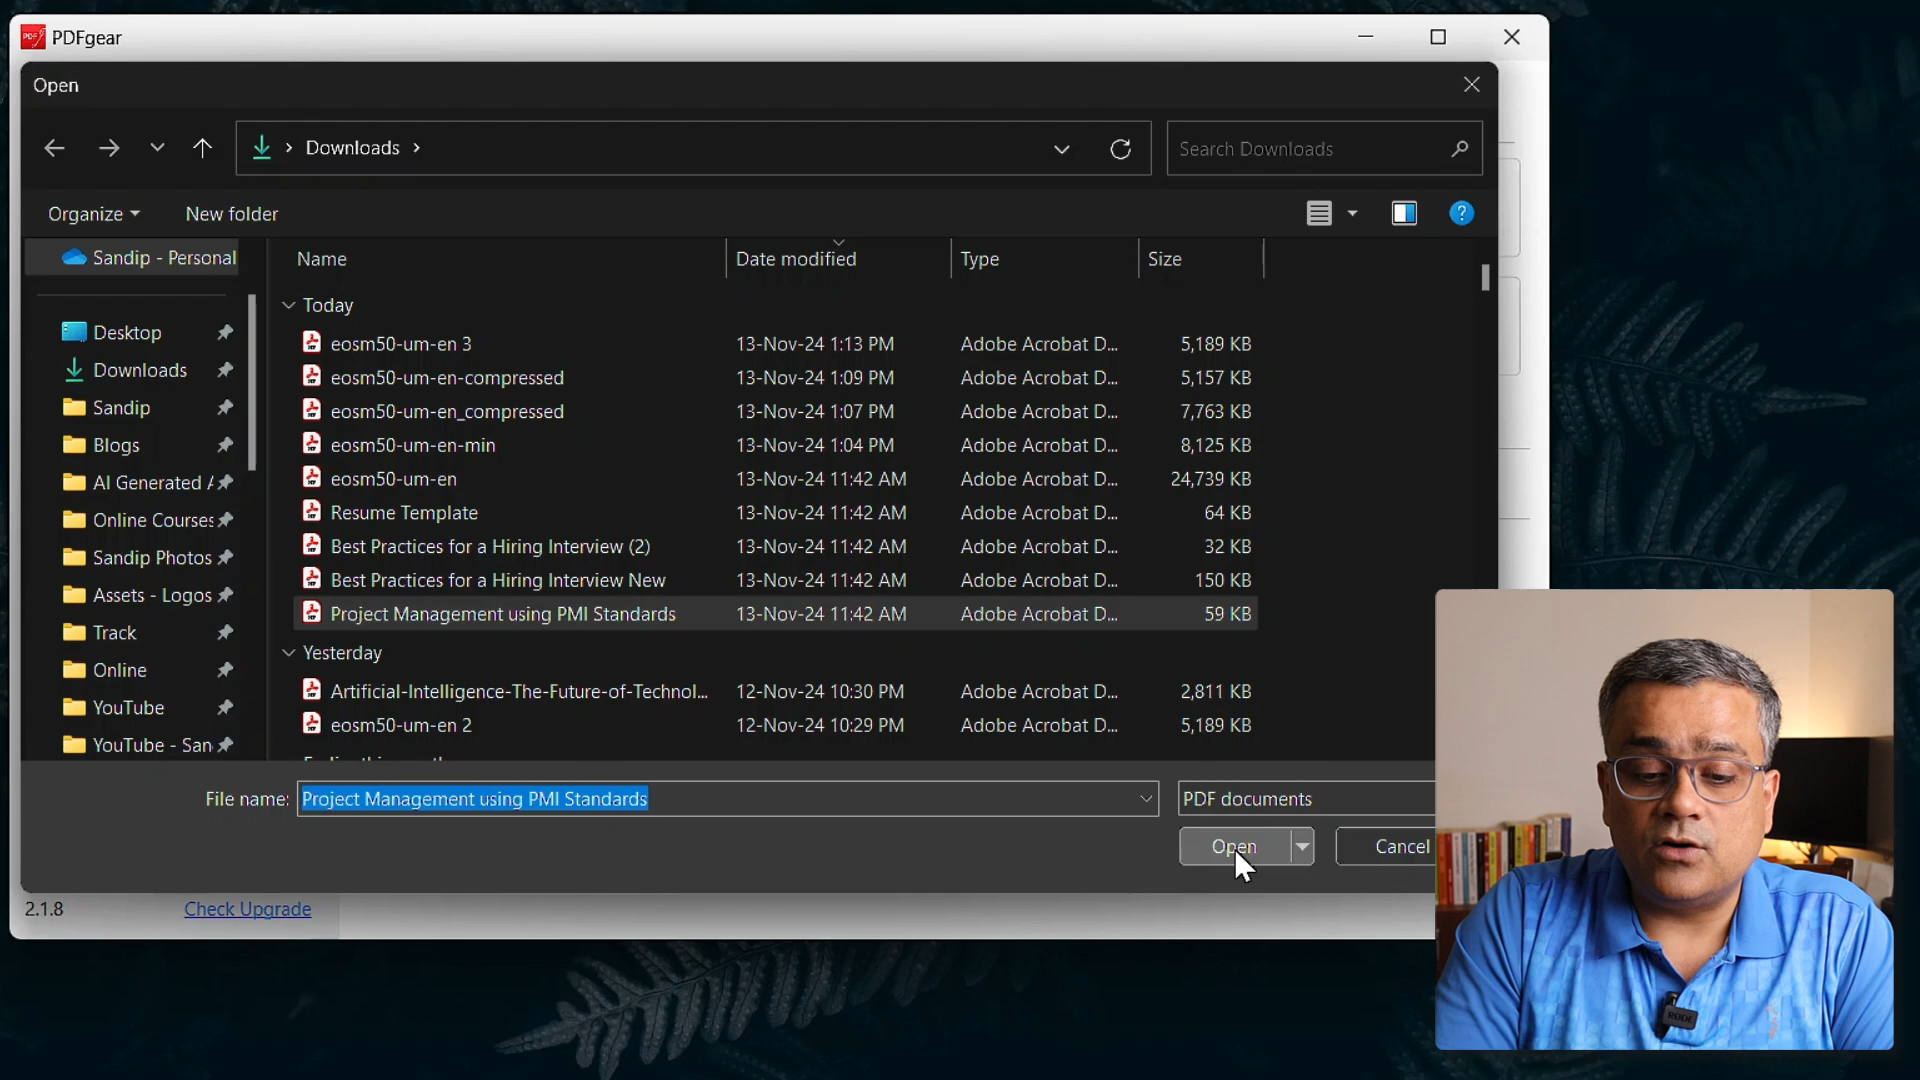 PDFgear
Open
Downloads
Search Downloads
Organize
New folder
Sandip - Personal
Desktop
Downloads
Sandip
Blogs
AI Generated
Online Courses
Sandip Photos
Assets - Logos
Track
Online
YouTube
YouTube - San
Name Date modified Type Size
Today
eosm50-um-en 3 13-Nov-24 1:13 PM Adobe Acrobat D... 5,189 KB
eosm50-um-en-compressed 13-Nov-24 1:09 PM Adobe Acrobat D... 5,157 KB
eosm50-um-en_compressed 13-Nov-24 1:07 PM Adobe Acrobat D... 7,763 KB
eosm50-um-en-min 13-Nov-24 1:04 PM Adobe Acrobat D... 8,125 KB
eosm50-um-en 13-Nov-24 11:42 AM Adobe Acrobat D... 24,739 KB
Resume Template 13-Nov-24 11:42 AM Adobe Acrobat D... 64 KB
Best Practices for a Hiring Interview (2) 13-Nov-24 11:42 AM Adobe Acrobat D... 32 KB
Best Practices for a Hiring Interview New 13-Nov-24 11:42 AM Adobe Acrobat D... 150 KB
Project Management using PMI Standards 13-Nov-24 11:42 AM Adobe Acrobat D... 59 KB
Yesterday
Artificial-Intelligence-The-Future-of-Technol... 12-Nov-24 10:30 PM Adobe Acrobat D... 2,811 KB
eosm50-um-en 2 12-Nov-24 10:29 PM Adobe Acrobat D... 5,189 KB
File name: Project Management using PMI Standards PDF documents
Open Cancel
2.1.8 Check Upgrade
RØDE